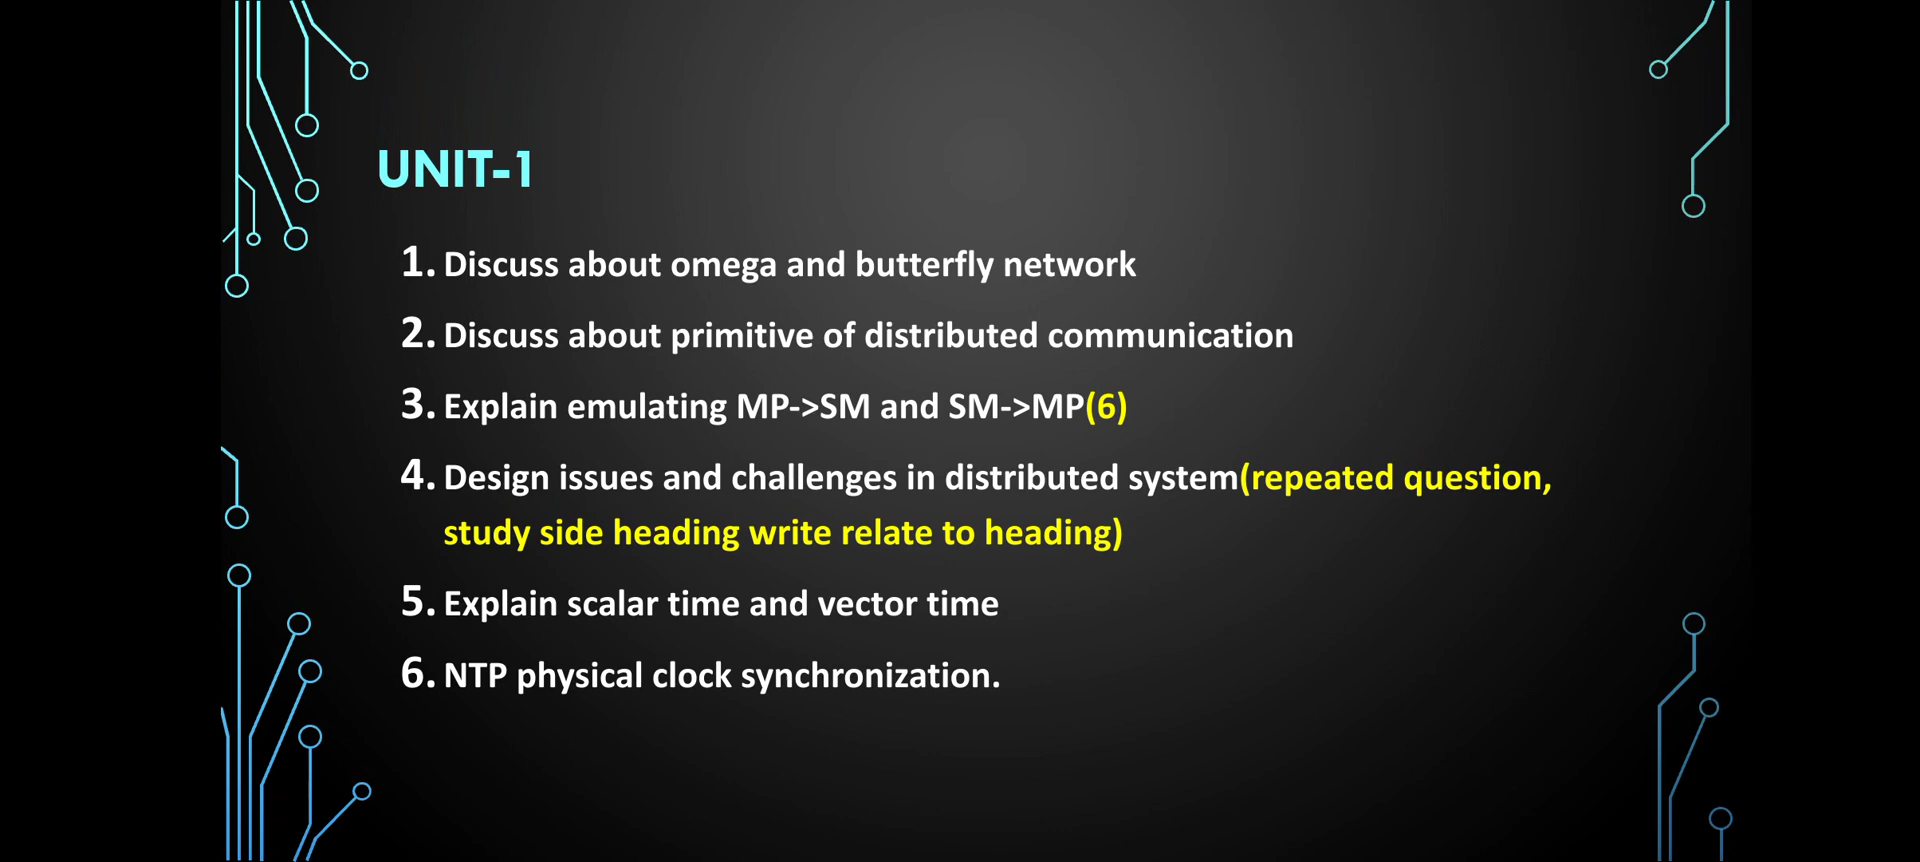 UNIT-1
1. Discuss about omega and butterfly network
2. Discuss about primitive of distributed communication
3. Explain emulating MP->SM and SM->MP(6)
4. Design issues and challenges in distributed system(repeated question,
study side heading write relate to heading)
5. Explain scalar time and vector time
6. NTP physical clock synchronization.